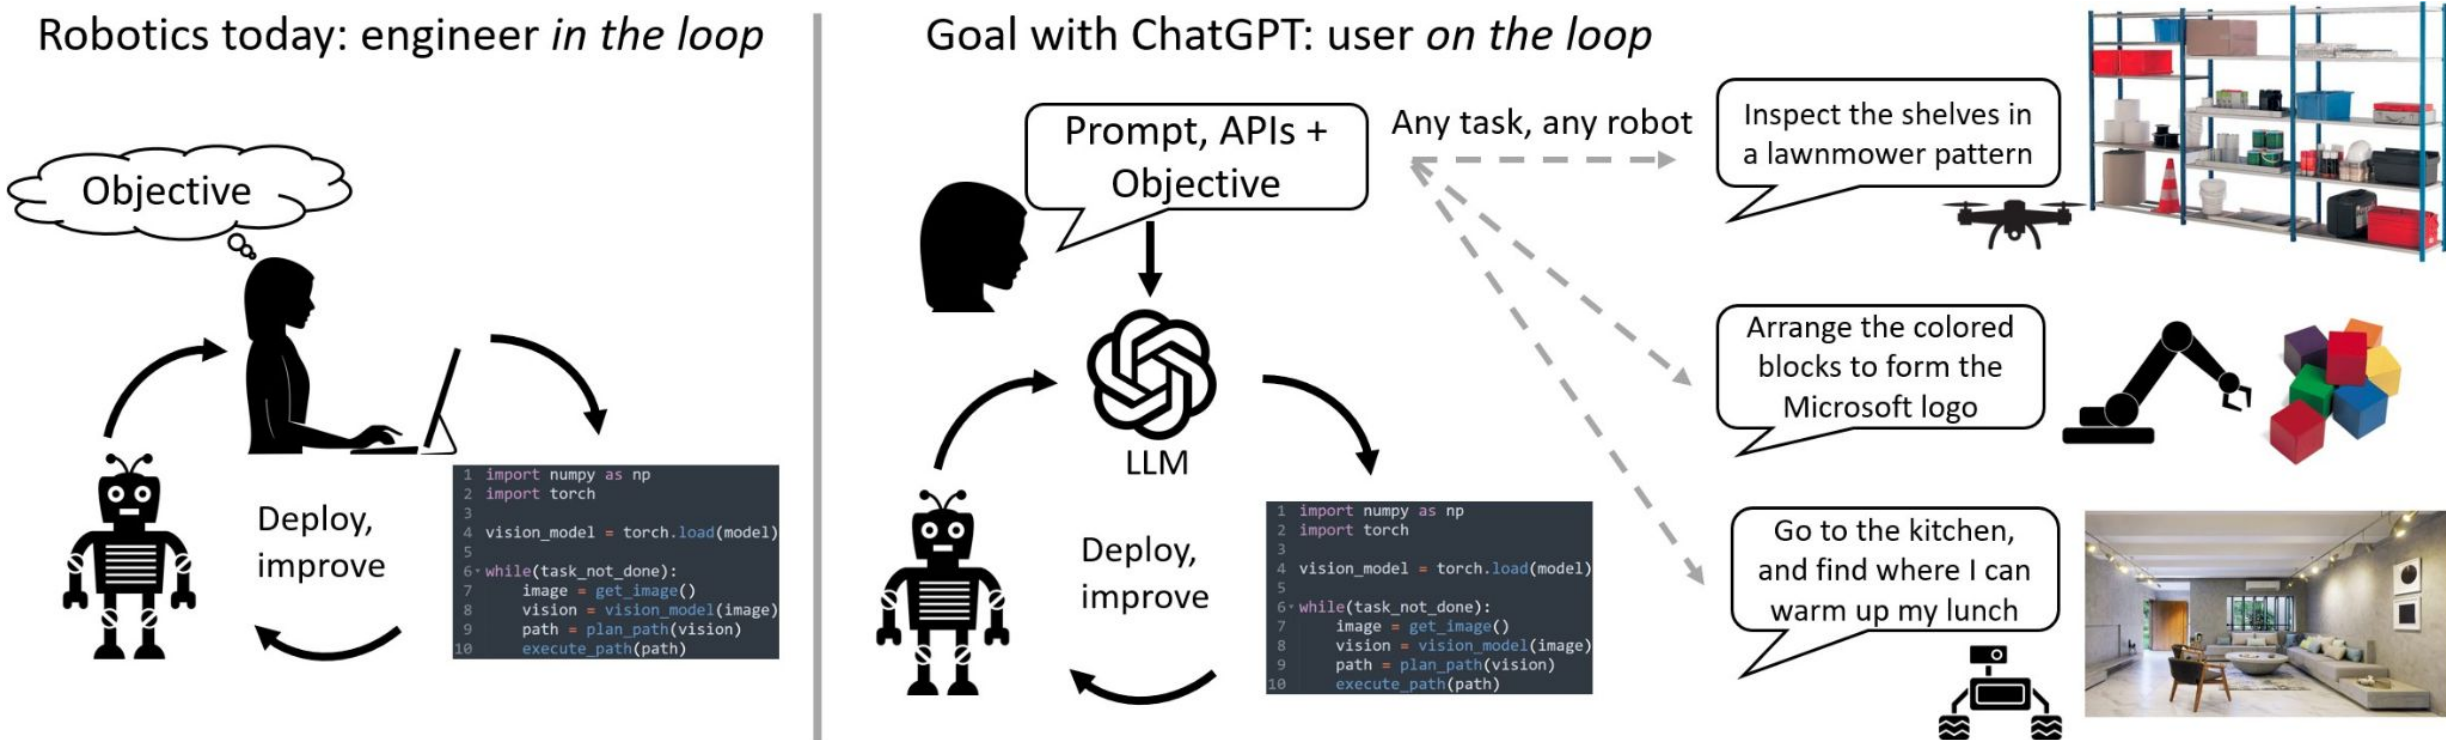 Robotics today: engineer in the loop
Objective
Deploy,
improve
1 import numpy as np
2 import torch
3
4 vision_model = torch.load(model)
5
6 while(task_not_done):
7     image = get_image()
8     vision = vision_model(image)
9     path = plan_path(vision)
10     execute_path(path)
Goal with ChatGPT: user on the loop
Prompt, APIs +
Objective
LLM
Deploy,
improve
1 import numpy as np
2 import torch
3
4 vision_model = torch.load(model)
5
6 while(task_not_done):
7     image = get_image()
8     vision = vision_model(image)
9     path = plan_path(vision)
10     execute_path(path)
Any task, any robot
Inspect the shelves in
a lawnmower pattern
Arrange the colored
blocks to form the
Microsoft logo
Go to the kitchen,
and find where I can
warm up my lunch